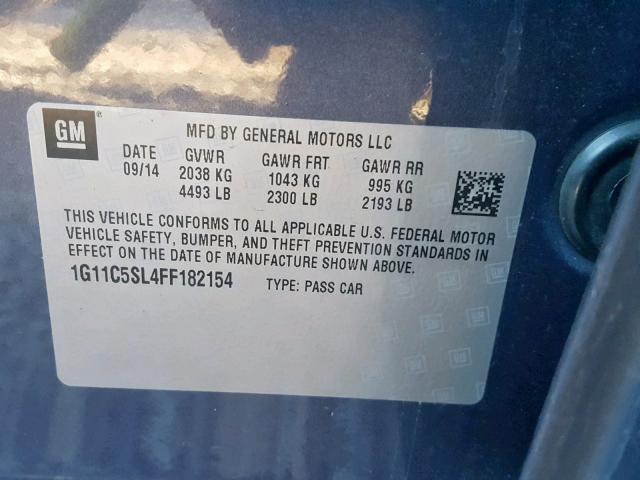 GM
MFD BY GENERAL MOTORS LLC
DATE GVWR GAWR FRT GAWR RR
09/14 2038 KG 1043 KG 995 KG
4493 LB 2300 LB 2193 LB
THIS VEHICLE CONFORMS TO ALL APPLICABLE U.S. FEDERAL MOTOR
VEHICLE SAFETY, BUMPER, AND THEFT PREVENTION STANDARDS IN
EFFECT ON THE DATE OF MANUFACTURE SHOWN ABOVE.
1G11C5SL4FF182154 TYPE: PASS CAR